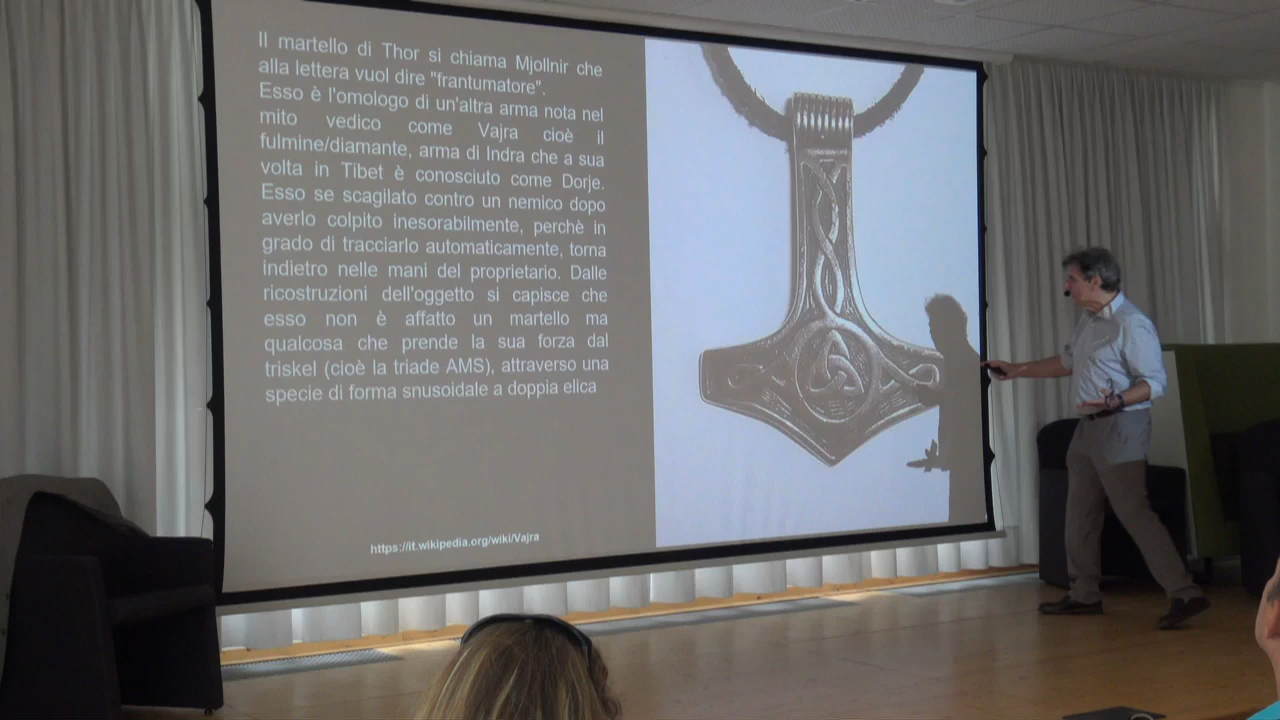 Il martello di Thor si chiama Mjollnir che
alla lettera vuol dire "frantumatore".
Esso è l'omologo di un'altra arma nota nel
mito vedico come Vajra cioè il
fulmine/diamante, arma di Indra che a sua
volta in Tibet è conosciuto come Dorje.
Esso se scagilato contro un nemico dopo
averlo colpito inesorabilmente, perchè in
grado di tracciarlo automaticamente, torna
indietro nelle mani del proprietario. Dalle
ricostruzioni dell'oggetto si capisce che
esso non è affatto un martello ma
qualcosa che prende la sua forza dal
triskel (cioè la triade AMS), attraverso una
specie di forma snusoidale a doppia elica
https://it.wikipedia.org/wiki/Vajra